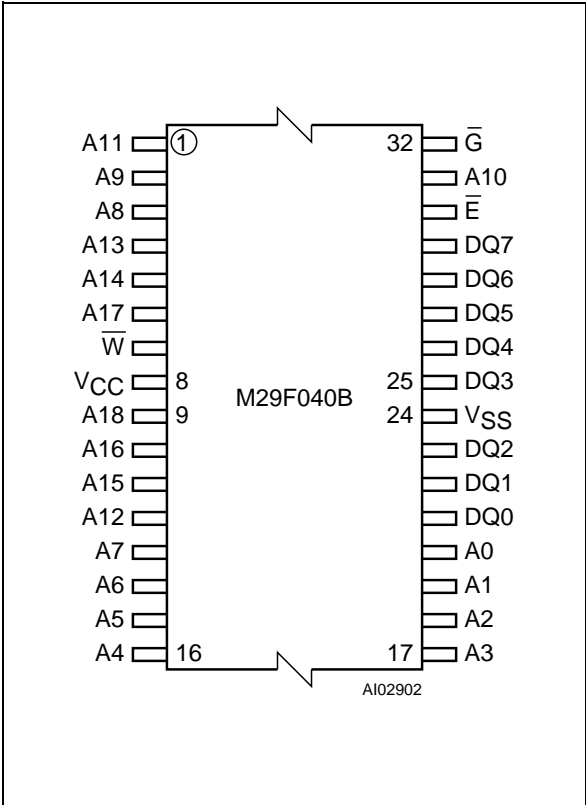 A11 ① 32 G̅
A9 A10
A8 E̅
A13 DQ7
A14 DQ6
A17 DQ5
W̅ DQ4
VCC 8 25 DQ3
M29F040B
A18 9 24 VSS
A16 DQ2
A15 DQ1
A12 DQ0
A7 A0
A6 A1
A5 A2
A4 16 17 A3
AI02902